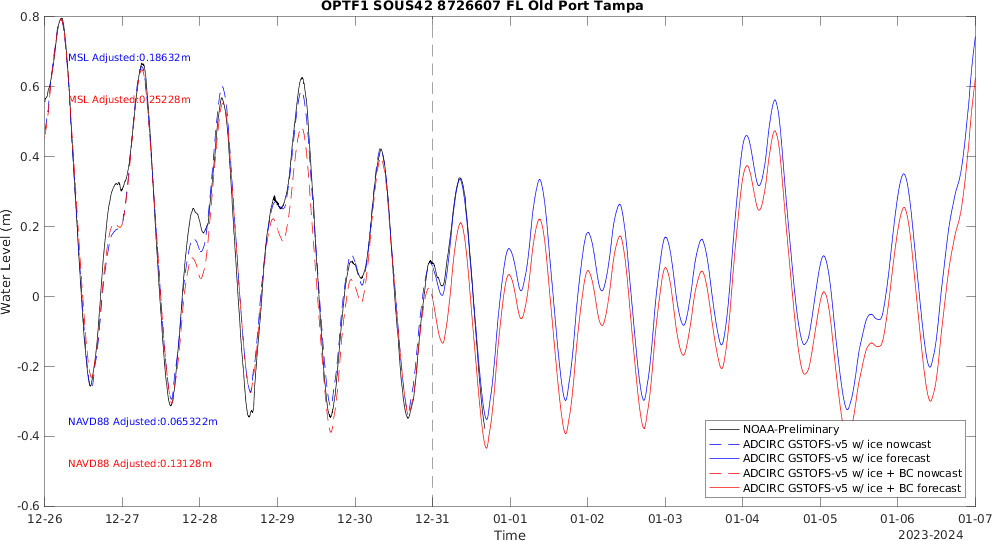 OPTF1 SOUS42 8726607 FL Old Port Tampa
Water Level (m)
0.8
0.6
0.4
0.2
0
-0.2
-0.4
-0.6
MSL Adjusted:0.18632m
MSL Adjusted:0.25228m
NAVD88 Adjusted:0.065322m
NAVD88 Adjusted:0.13128m
NOAA-Preliminary
ADCIRC GSTOFS-v5 w/ ice nowcast
ADCIRC GSTOFS-v5 w/ ice forecast
ADCIRC GSTOFS-v5 w/ ice + BC nowcast
ADCIRC GSTOFS-v5 w/ ice + BC forecast
12-26 12-27 12-28 12-29 12-30 12-31 01-01 01-02 01-03 01-04 01-05 01-06 01-07
Time
2023-2024